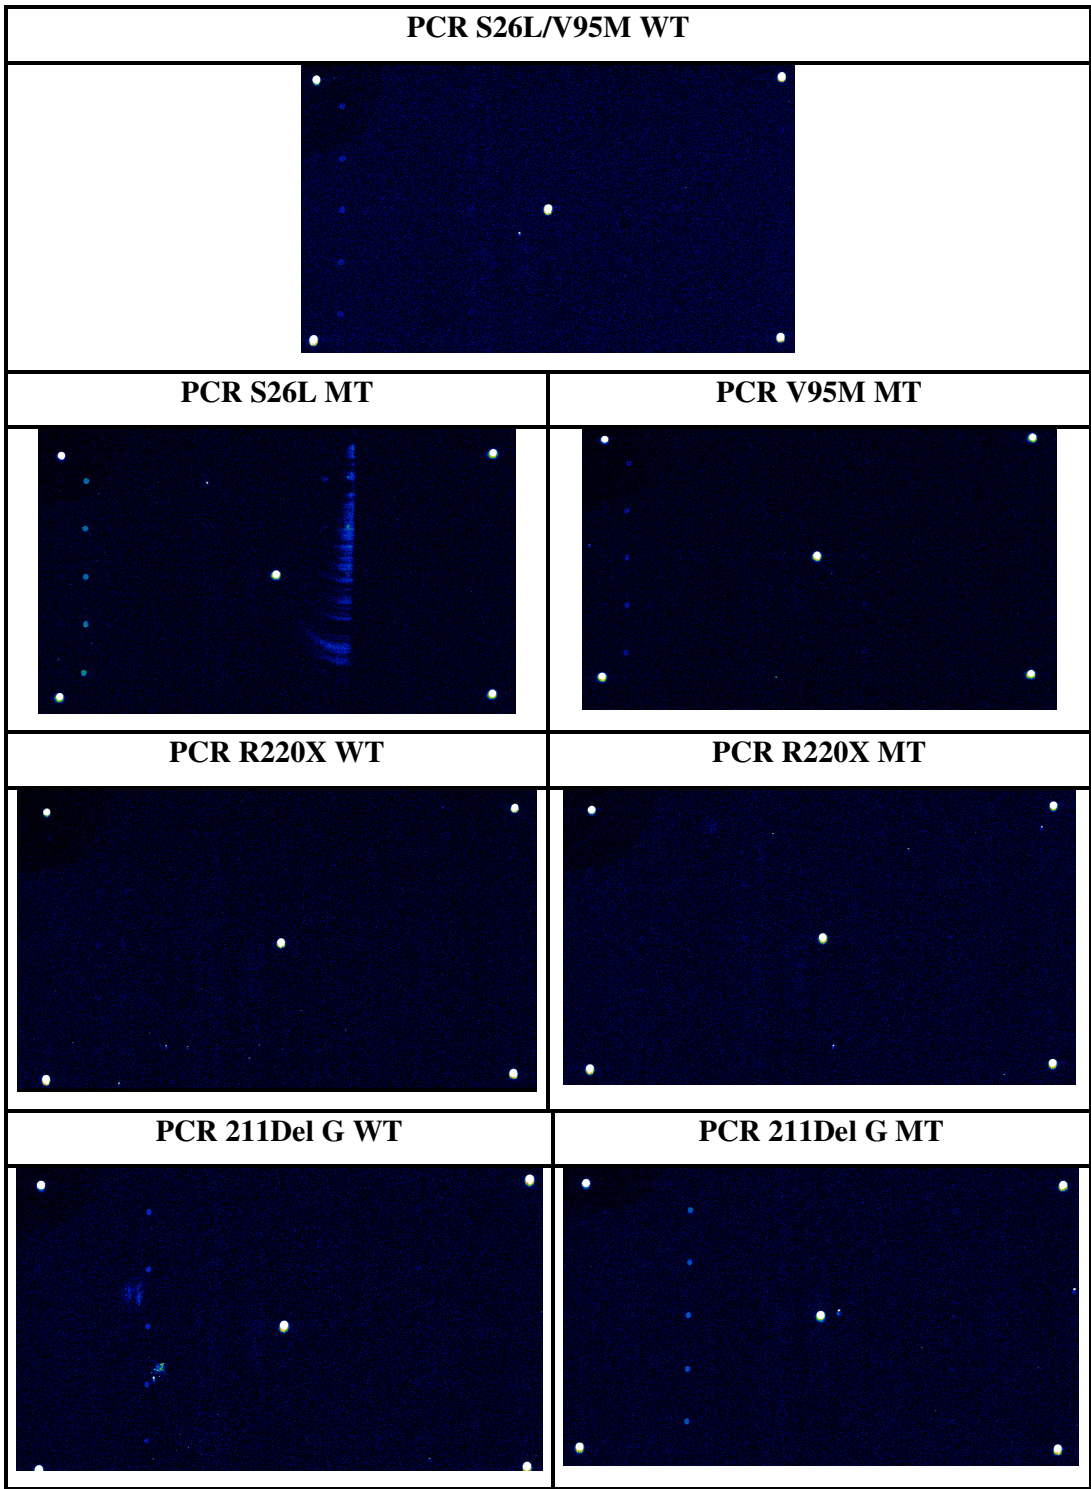 PCR S26L/V95M WT
PCR S26L MT
PCR V95M MT
PCR R220X WT
PCR R220X MT
PCR 211Del G WT
PCR 211Del G MT